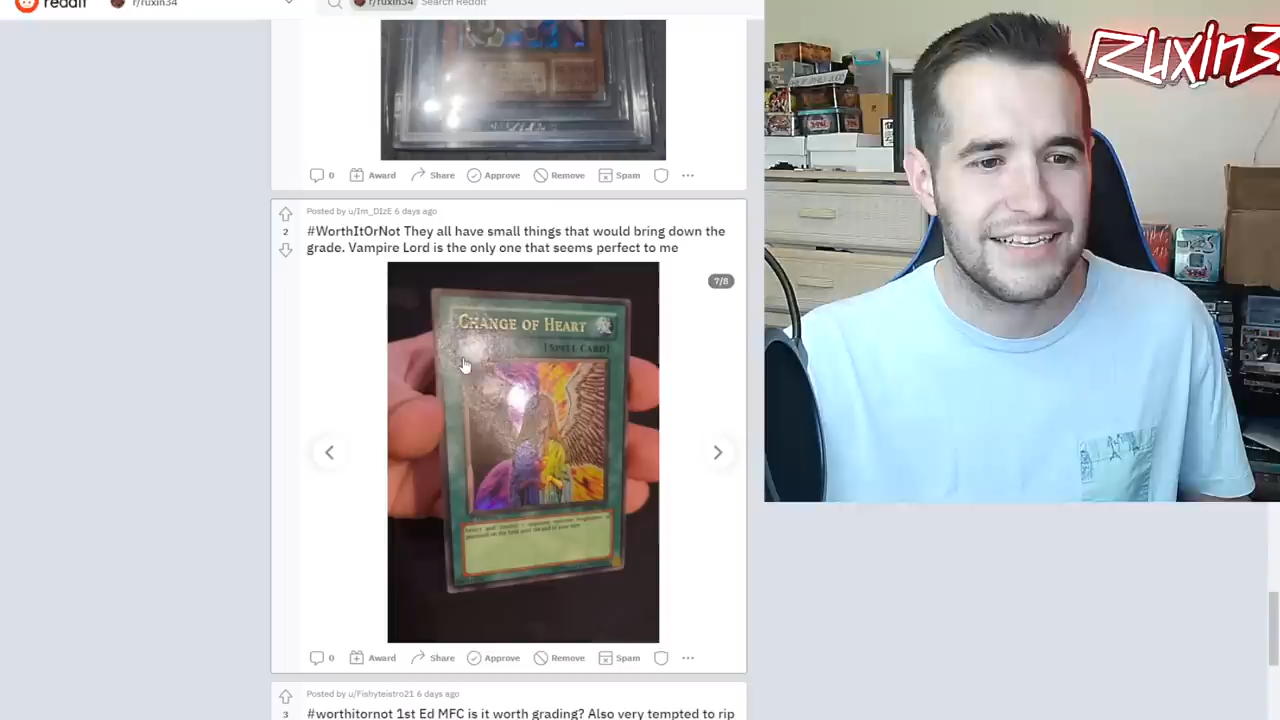 reddit
r/ruxin34
r/ruxin34 Search Reddit
Ruxin3
0 Award Share Approve Remove Spam
Posted by u/Im_DIzE 6 days ago
2
#WorthItOrNot They all have small things that would bring down the
grade. Vampire Lord is the only one that seems perfect to me
7/8
CHANGE OF HEART
[SPELL CARD]
0 Award Share Approve Remove Spam
Posted by u/Fishyteistro21 6 days ago
3
#worthitornot 1st Ed MFC is it worth grading? Also very tempted to rip